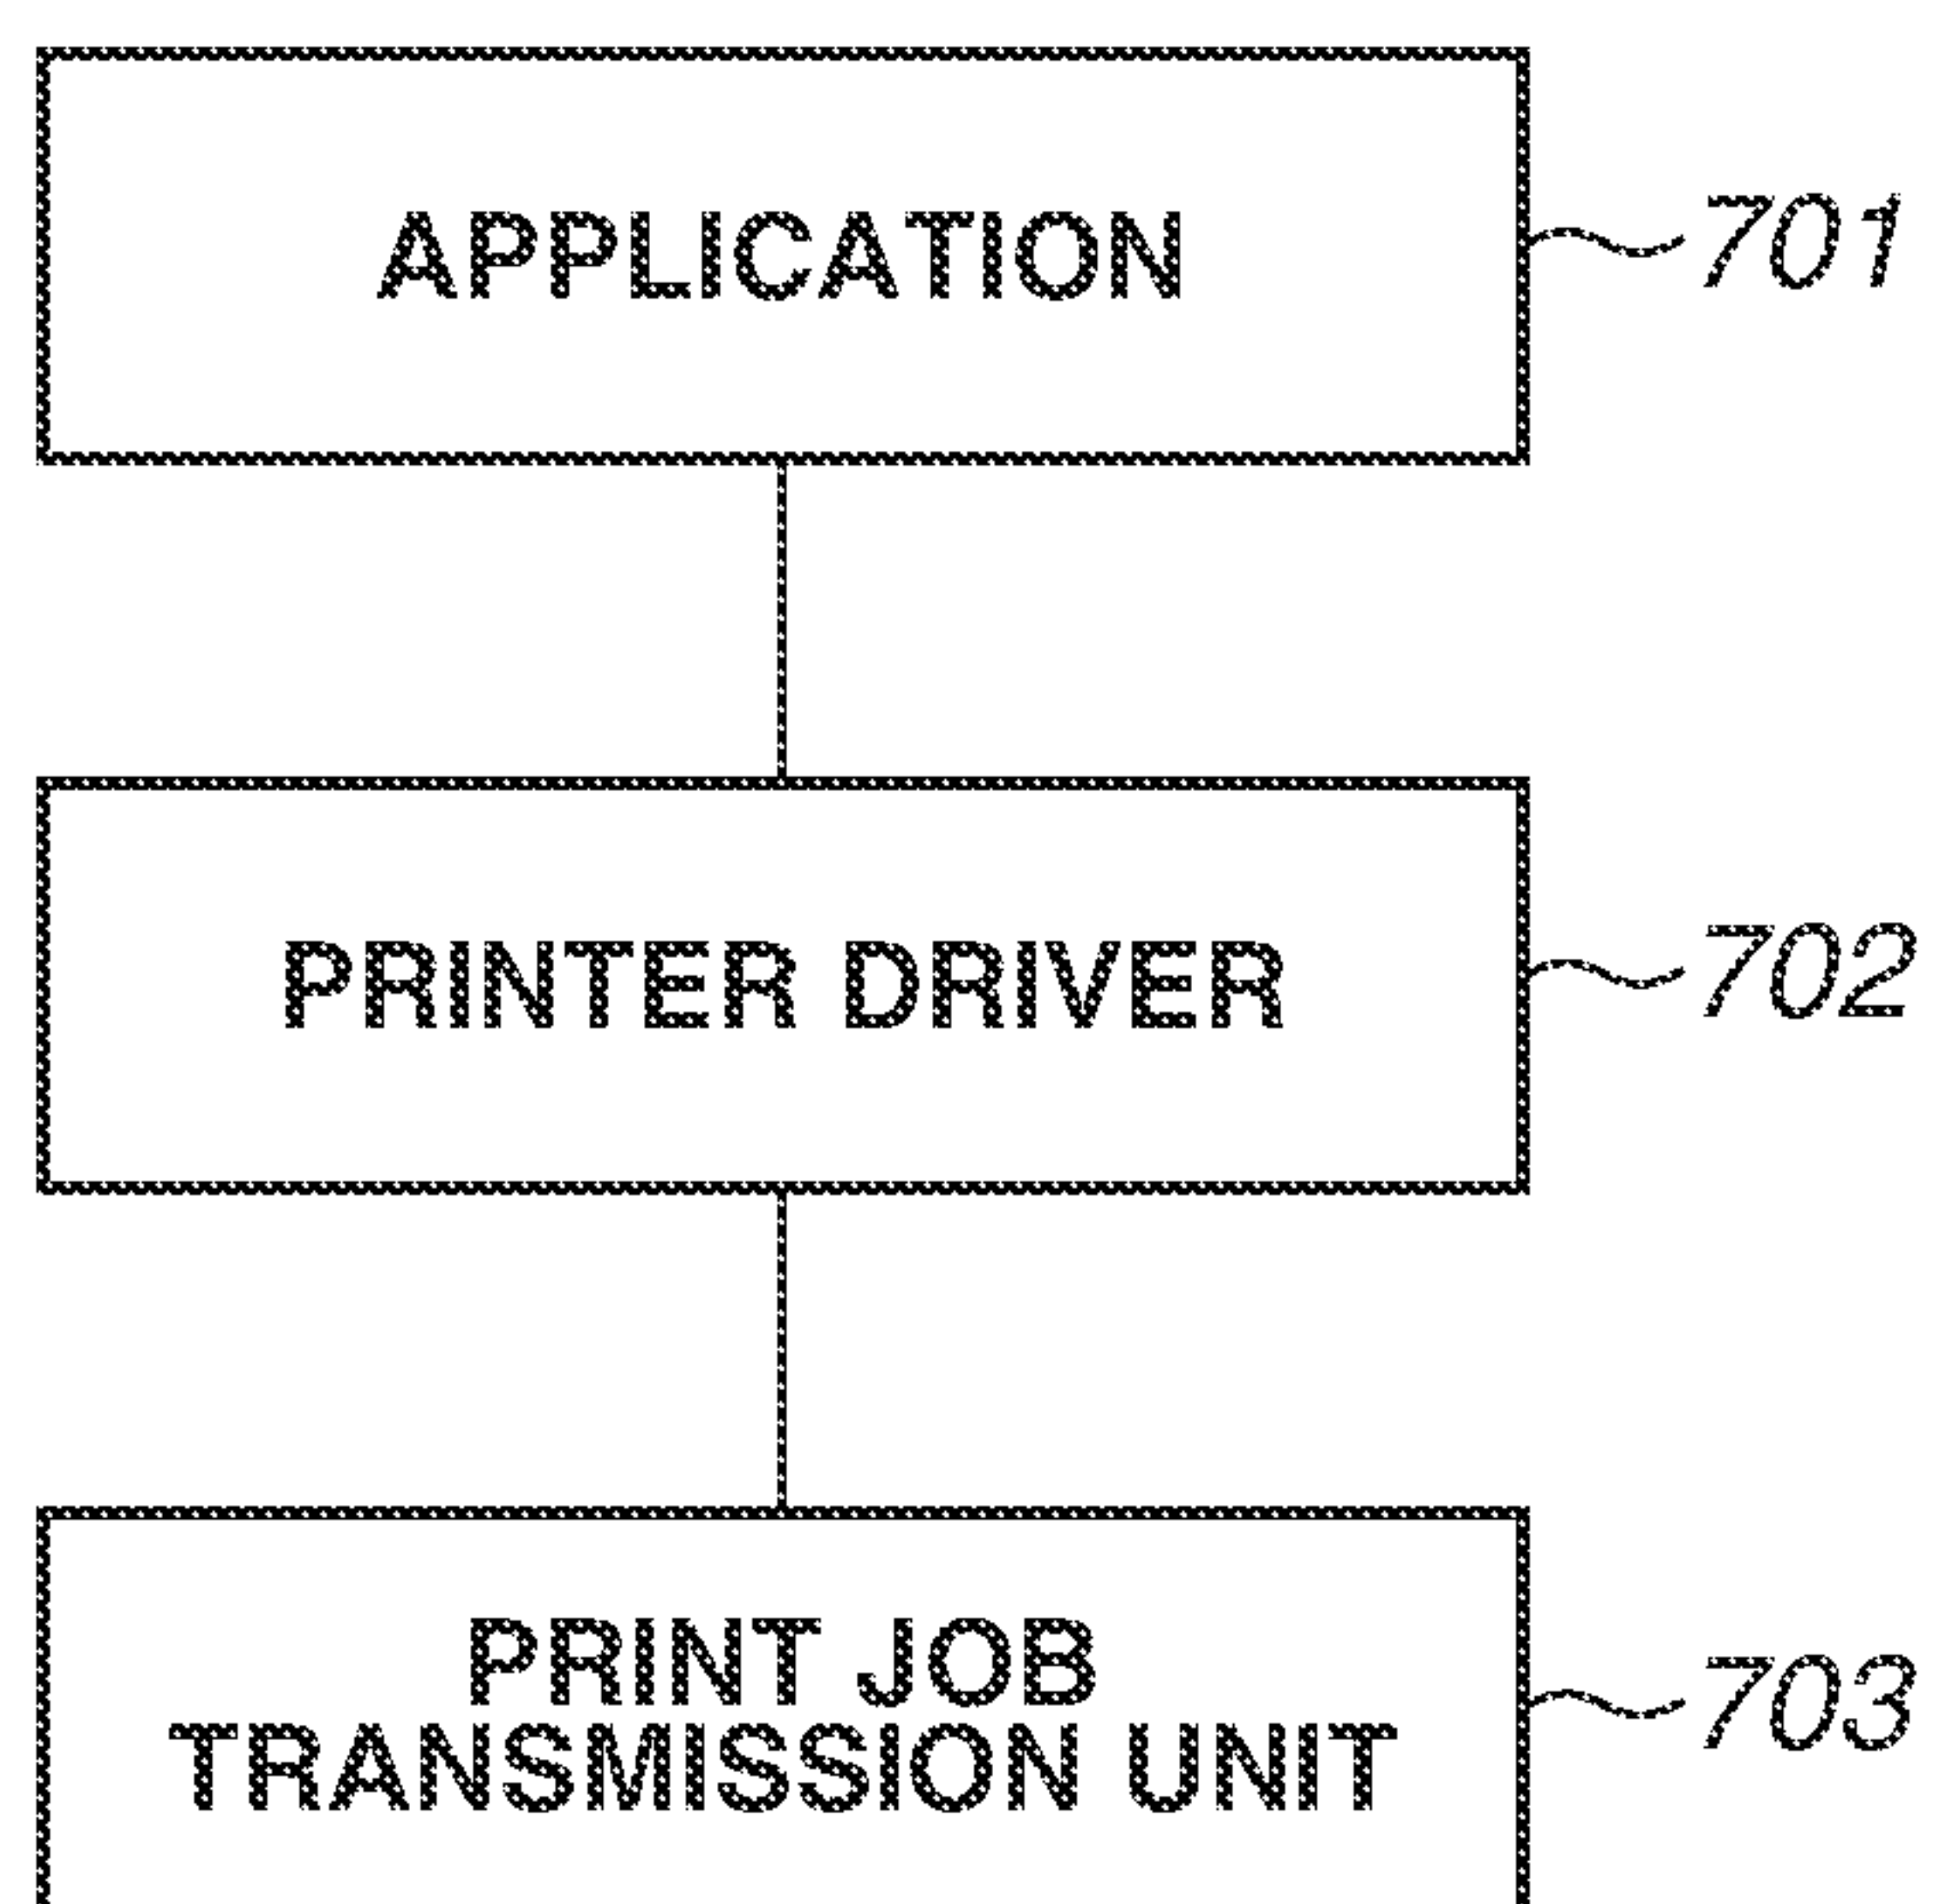 APPLICATION
701
PRINTER DRIVER
702
PRINT JOB
TRANSMISSION UNIT
703